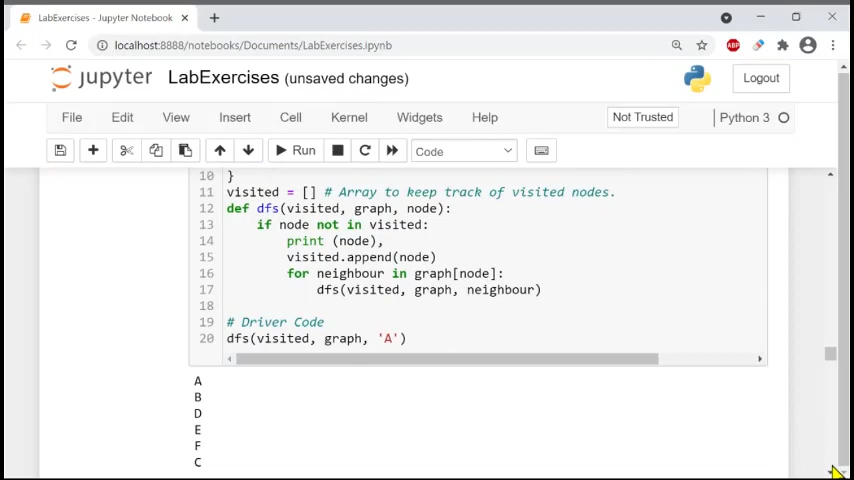 LabExercises - Jupyter Notebook
localhost:8888/notebooks/Documents/LabExercises.ipynb
ABP
jupyter LabExercises (unsaved changes)
Logout
File Edit View Insert Cell Kernel Widgets Help Not Trusted Python 3
Run Code
10 }
11 visited = [] # Array to keep track of visited nodes.
12 def dfs(visited, graph, node):
13 if node not in visited:
14 print (node),
15 visited.append(node)
16 for neighbour in graph[node]:
17 dfs(visited, graph, neighbour)
18
19 # Driver Code
20 dfs(visited, graph, 'A')
A
B
D
E
F
C